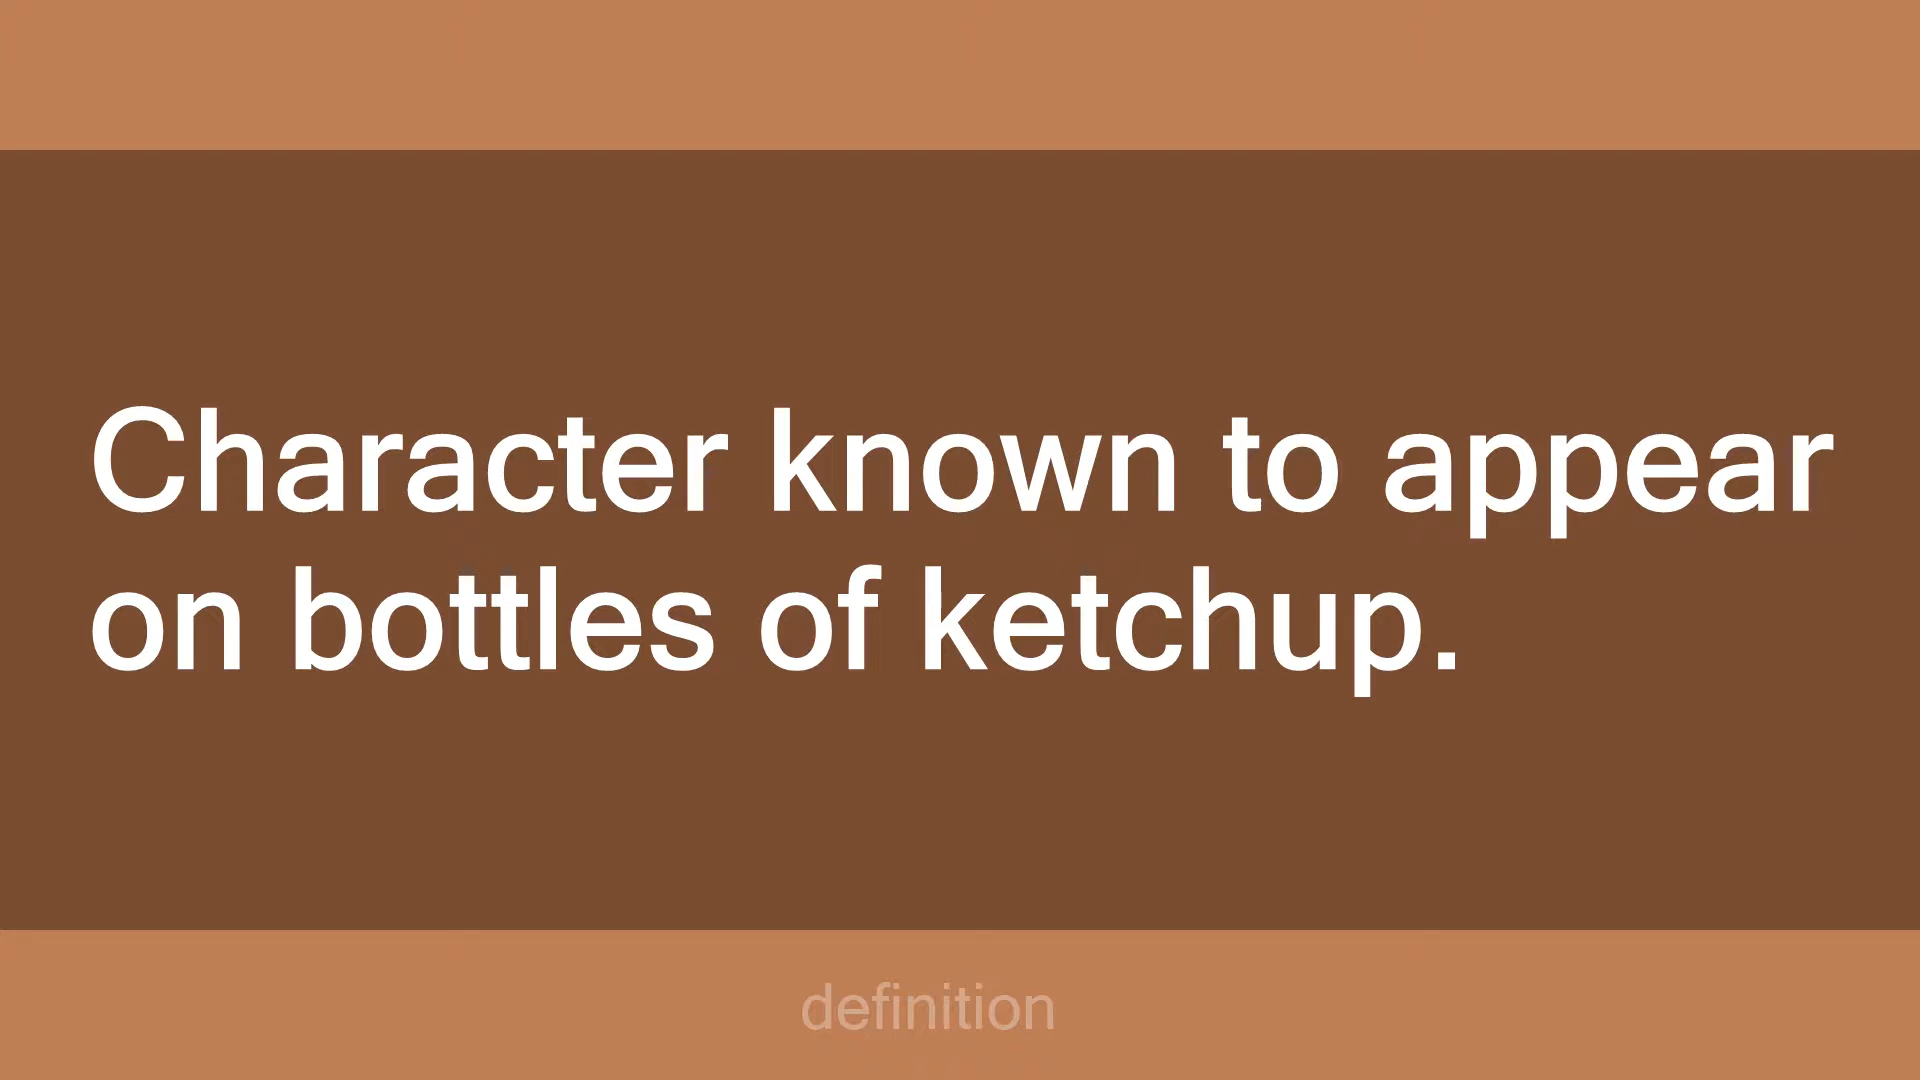 Character known to appear
on bottles of ketchup.
definition